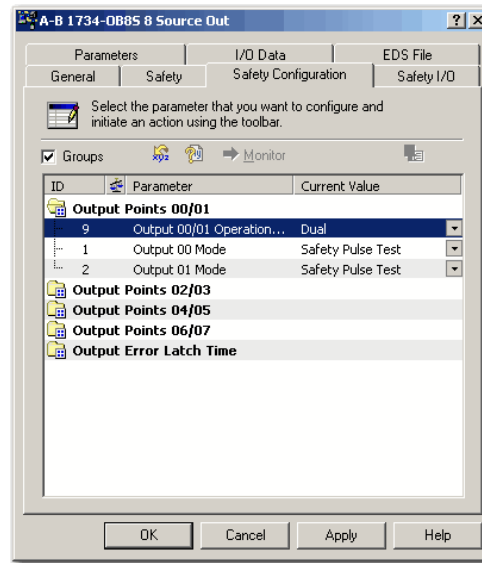 A-B 1734-OB8S 8 Source Out
Parameters I/O Data EDS File
General Safety Safety Configuration Safety I/O
Select the parameter that you want to configure and
initiate an action using the toolbar.
Groups Monitor
ID Parameter Current Value
Output Points 00/01
9 Output 00/01 Operation... Dual
1 Output 00 Mode Safety Pulse Test
2 Output 01 Mode Safety Pulse Test
Output Points 02/03
Output Points 04/05
Output Points 06/07
Output Error Latch Time
OK Cancel Apply Help